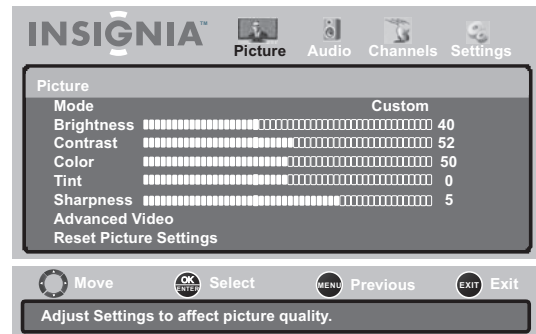 INSIGNIA™
Picture Audio Channels Settings
Picture
Mode Custom
Brightness 40
Contrast 52
Color 50
Tint 0
Sharpness 5
Advanced Video
Reset Picture Settings
Move OK ENTER Select MENU Previous EXIT Exit
Adjust Settings to affect picture quality.